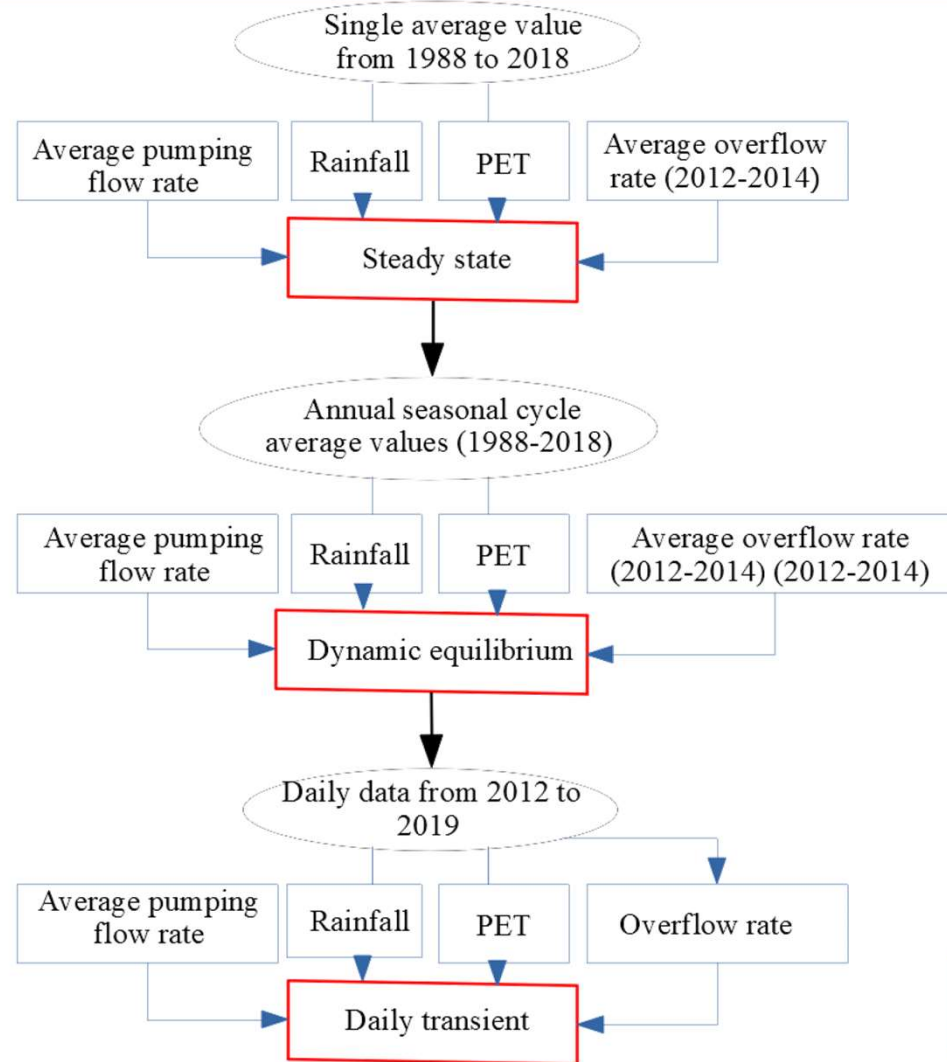 Single average value
from 1988 to 2018
Average pumping
flow rate
Rainfall
PET
Average overflow
rate (2012-2014)
Steady state
Annual seasonal cycle
average values (1988-2018)
Average pumping
flow rate
Rainfall
PET
Average overflow rate
(2012-2014) (2012-2014)
Dynamic equilibrium
Daily data from 2012 to
2019
Average pumping
flow rate
Rainfall
PET
Overflow rate
Daily transient